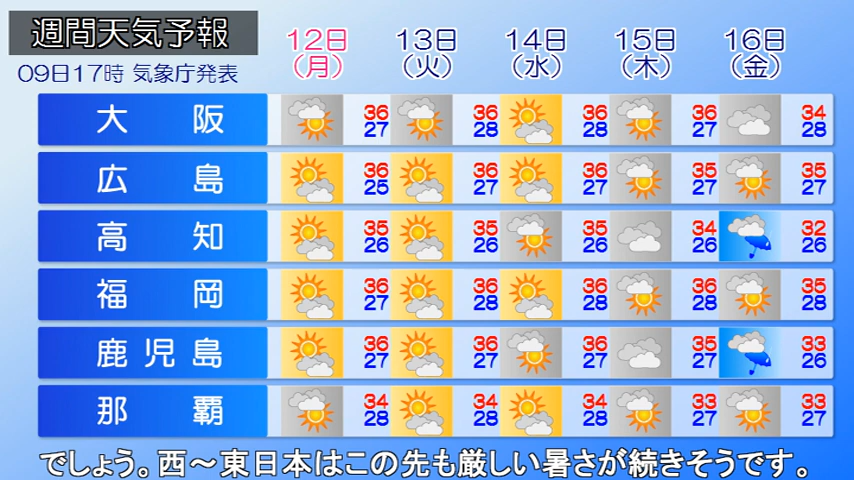 週間天気予報
09日17時 気象庁発表
12日 13日 14日 15日 16日
(月) (火) (水) (木) (金)
大阪 36 27 36 28 36 28 36 27 34 28
広島 36 25 36 27 36 27 35 27 35 27
高知 35 26 35 26 35 26 34 26 32 26
福岡 36 27 36 28 36 28 36 28 35 28
鹿児島 36 27 36 27 36 27 35 27 33 26
那覇 34 28 34 28 34 28 33 27 33 27
でしょう。西～東日本はこの先も厳しい暑さが続きそうです。